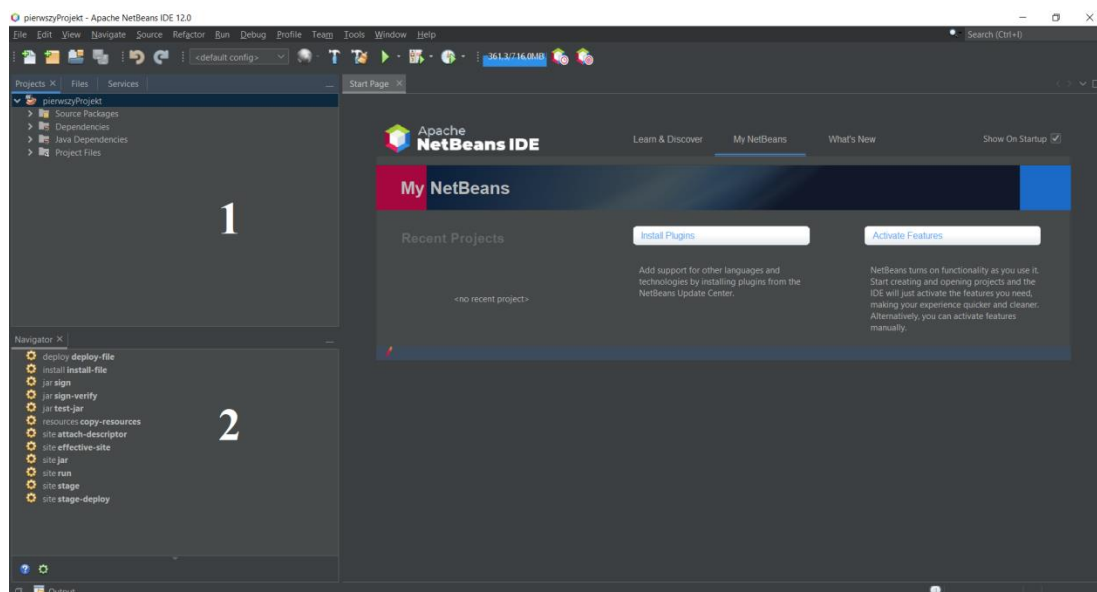 pierwszyProjekt - Apache NetBeans IDE 12.0
File Edit View Navigate Source Refactor Run Debug Profile Team Tools Window Help
Search (Ctrl+I)
<default config>
361,3/716,0MB
Projects Files Services
Start Page
pierwszyProjekt
Source Packages
Dependencies
Java Dependencies
Project Files
1
Apache
NetBeans IDE
Learn & Discover My NetBeans What's New Show On Startup
My NetBeans
Recent Projects
<no recent project>
Install Plugins
Add support for other languages and
technologies by installing plugins from the
NetBeans Update Center.
Activate Features
NetBeans turns on functionality as you use it.
Start creating and opening projects and the
IDE will just activate the features you need,
making your experience quicker and cleaner.
Alternatively, you can activate features
manually.
Navigator
deploy deploy-file
install install-file
jar sign
jar sign-verify
jar test-jar
resources copy-resources
site attach-descriptor
site effective-site
site jar
site run
site stage
site stage-deploy
2
Output